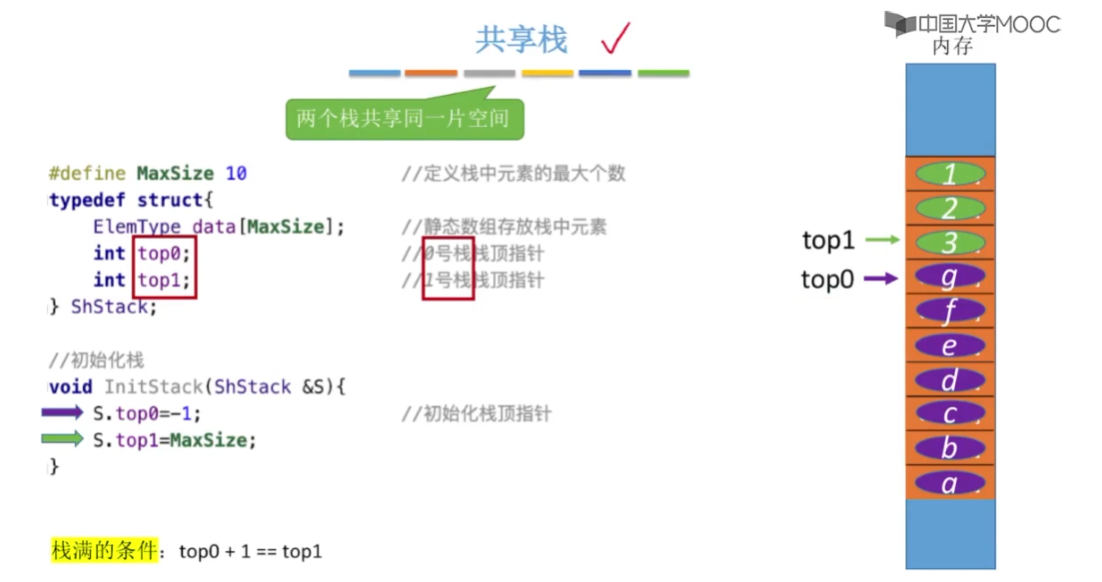 中国大学MOOC
共享栈
内存
两个栈共享同一片空间
#define MaxSize 10 //定义栈中元素的最大个数
typedef struct{
ElemType data[MaxSize]; //静态数组存放栈中元素
int top0; //0号栈栈顶指针
int top1; //1号栈栈顶指针
} ShStack;
//初始化栈
void InitStack(ShStack &S){
S.top0=-1; //初始化栈顶指针
S.top1=MaxSize;
}
栈满的条件：top0 + 1 == top1
1
2
top1 3
top0 g
f
e
d
c
b
a